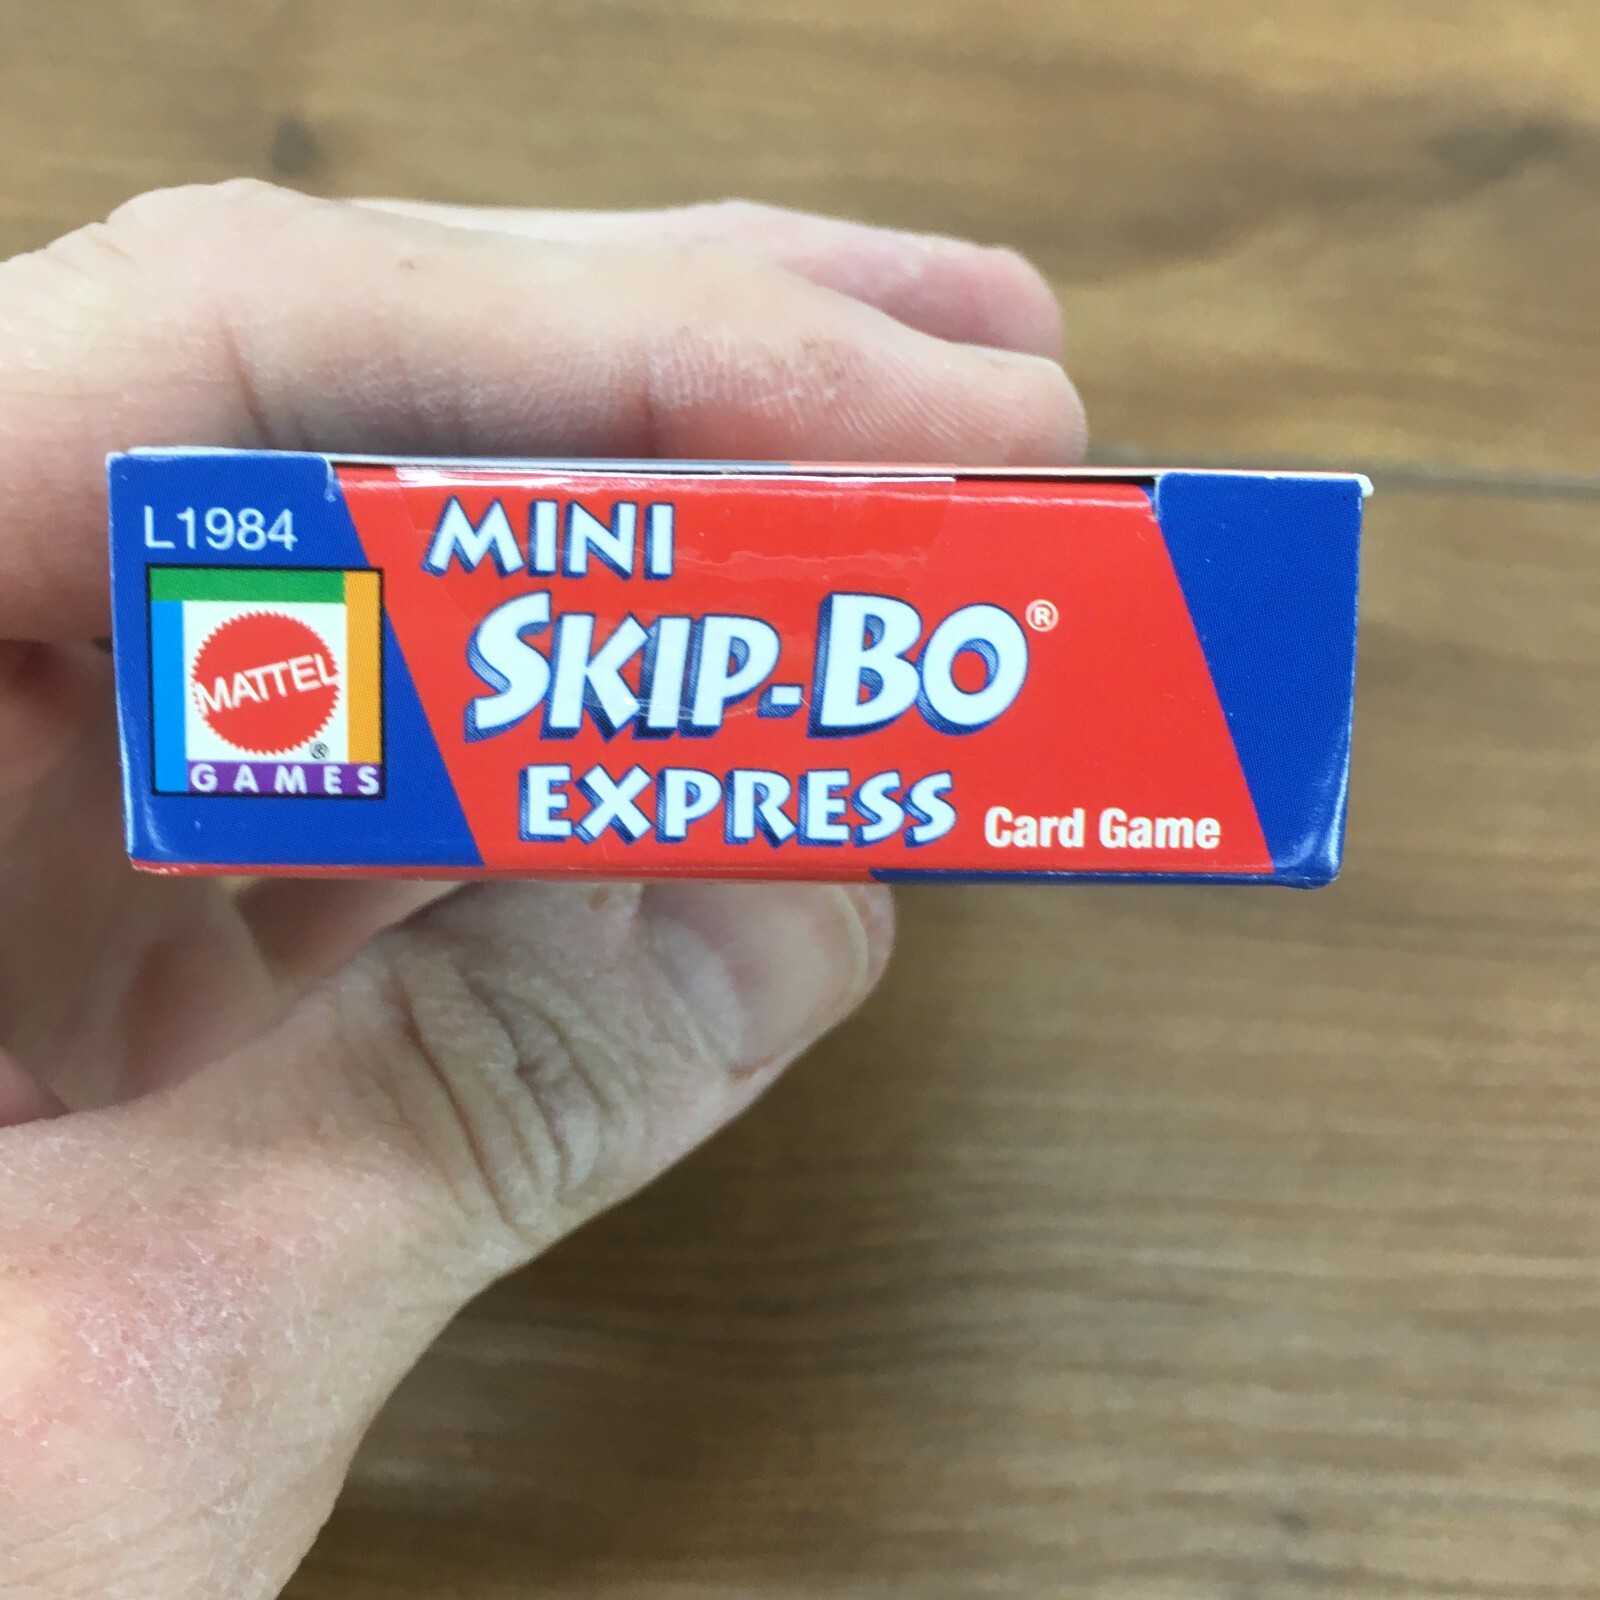 L1984
MATTEL
®
GAMES
MINI
SKIP-BO®
EXPRESS
Card Game